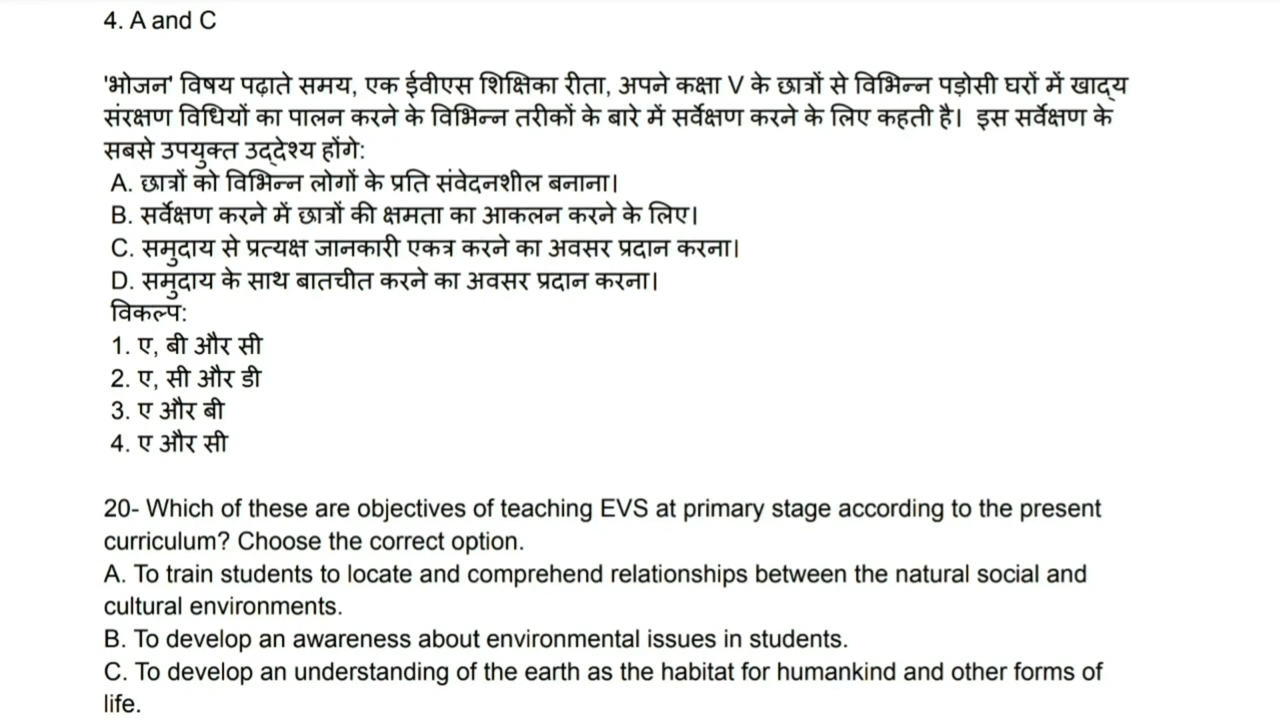 4. A and C
'भोजन' विषय पढ़ाते समय, एक ईवीएस शिक्षिका रीता, अपने कक्षा V के छात्रों से विभिन्न पड़ोसी घरों में खाद्य
संरक्षण विधियों का पालन करने के विभिन्न तरीकों के बारे में सर्वेक्षण करने के लिए कहती है। इस सर्वेक्षण के
सबसे उपयुक्त उद्देश्य होंगे:
A. छात्रों को विभिन्न लोगों के प्रति संवेदनशील बनाना।
B. सर्वेक्षण करने में छात्रों की क्षमता का आकलन करने के लिए।
C. समुदाय से प्रत्यक्ष जानकारी एकत्र करने का अवसर प्रदान करना।
D. समुदाय के साथ बातचीत करने का अवसर प्रदान करना।
विकल्प:
1. ए, बी और सी
2. ए, सी और डी
3. ए और बी
4. ए और सी
20- Which of these are objectives of teaching EVS at primary stage according to the present
curriculum? Choose the correct option.
A. To train students to locate and comprehend relationships between the natural social and
cultural environments.
B. To develop an awareness about environmental issues in students.
C. To develop an understanding of the earth as the habitat for humankind and other forms of
life.